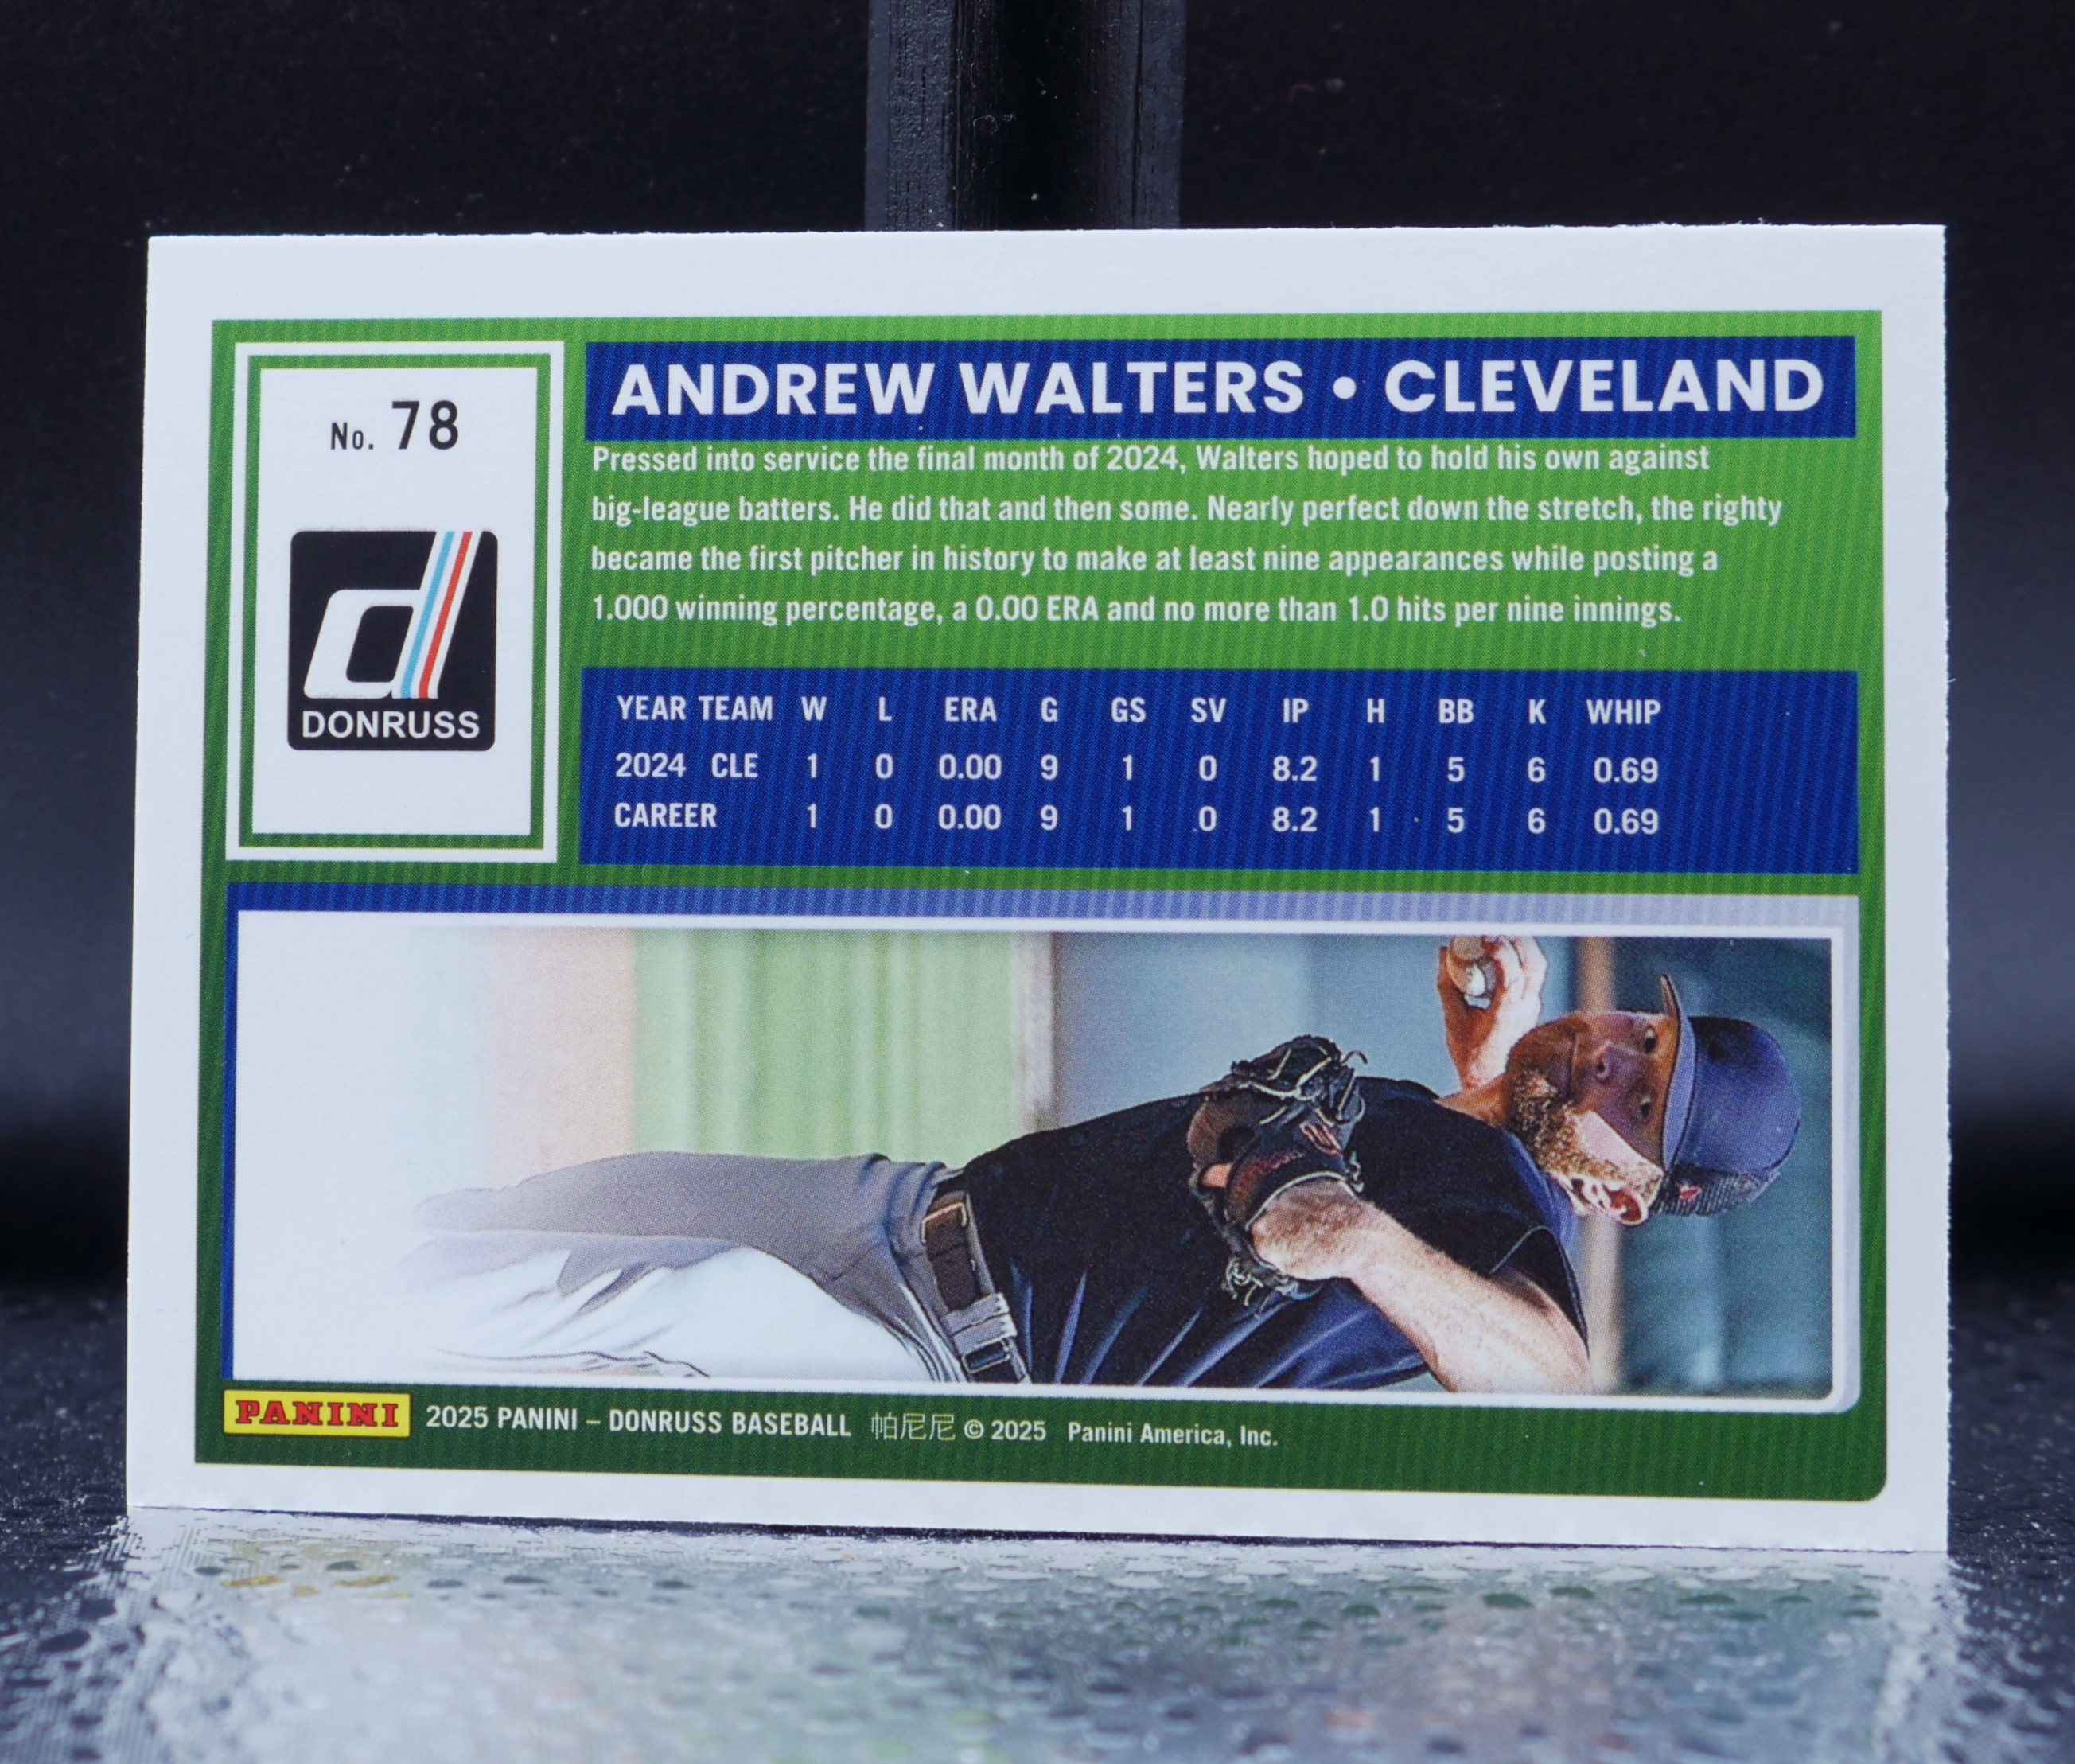 No. 78
DONRUSS
ANDREW WALTERS • CLEVELAND
Pressed into service the final month of 2024, Walters hoped to hold his own against
big-league batters. He did that and then some. Nearly perfect down the stretch, the righty
became the first pitcher in history to make at least nine appearances while posting a
1.000 winning percentage, a 0.00 ERA and no more than 1.0 hits per nine innings.
YEAR TEAM W L ERA G GS SV IP H BB K WHIP
2024 CLE 1 0 0.00 9 1 0 8.2 1 5 6 0.69
CAREER 1 0 0.00 9 1 0 8.2 1 5 6 0.69
PANINI 2025 PANINI – DONRUSS BASEBALL 帕尼尼 © 2025 Panini America, Inc.